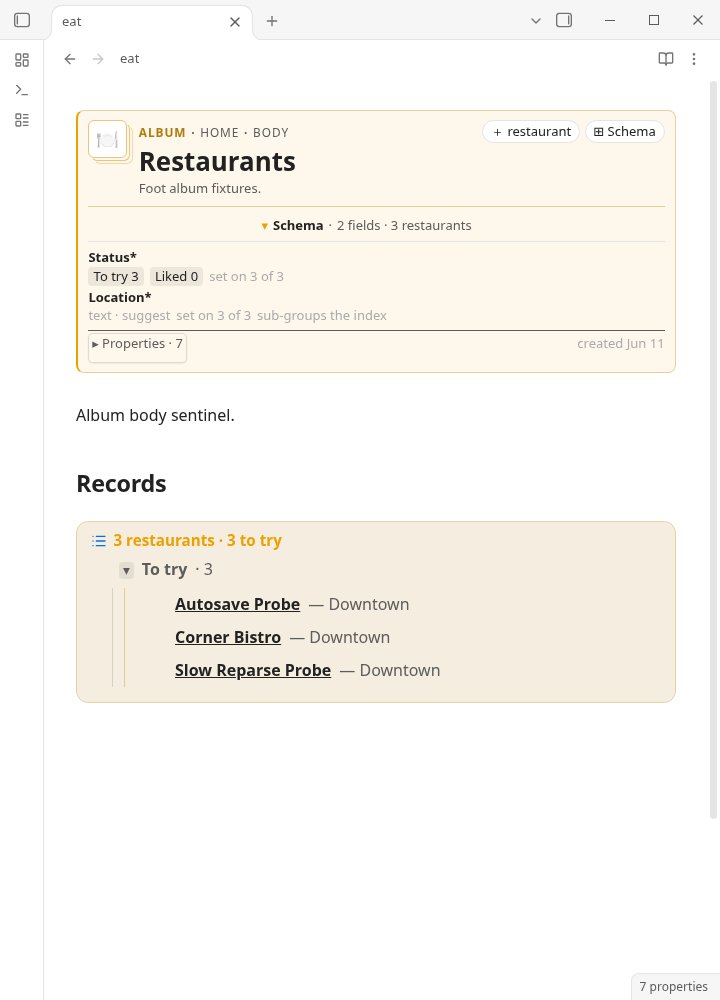 eat
eat
ALBUM · HOME · BODY
+ restaurant
Schema
Restaurants
Foot album fixtures.
▾ Schema · 2 fields · 3 restaurants
Status*
To try 3 Liked 0 set on 3 of 3
Location*
text · suggest set on 3 of 3 sub-groups the index
▸ Properties · 7
created Jun 11
Album body sentinel.
Records
3 restaurants · 3 to try
▾ To try · 3
Autosave Probe — Downtown
Corner Bistro — Downtown
Slow Reparse Probe — Downtown
7 properties